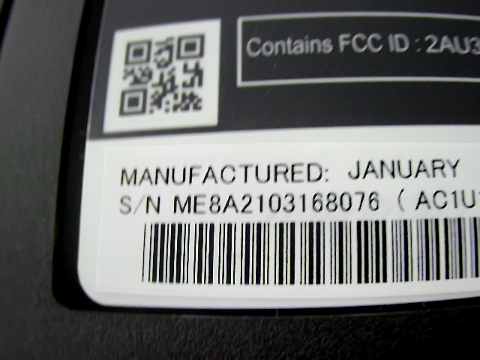 Contains FCC ID : 2AU3
MANUFACTURED: JANUARY
S/N ME8A2103168076 ( AC1U